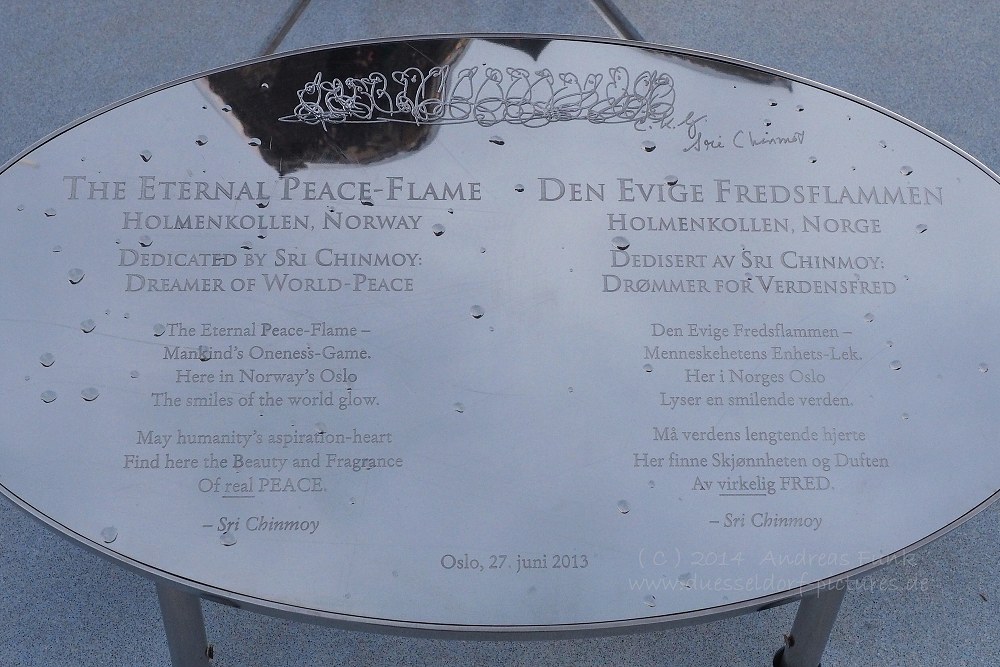 Sri Chinmoy
THE ETERNAL PEACE-FLAME
HOLMENKOLLEN, NORWAY
DEDICATED BY SRI CHINMOY:
DREAMER OF WORLD-PEACE
The Eternal Peace-Flame –
Mankind's Oneness-Game.
Here in Norway's Oslo
The smiles of the world glow.
May humanity's aspiration-heart
Find here the Beauty and Fragrance
Of real PEACE.
– Sri Chinmoy
DEN EVIGE FREDSFLAMMEN
HOLMENKOLLEN, NORGE
DEDISERT AV SRI CHINMOY:
DRØMMER FOR VERDENSFRED
Den Evige Fredsflammen –
Menneskehetens Enhets-Lek.
Her i Norges Oslo
Lyser en smilende verden.
Må verdens lengtende hjerte
Her finne Skjønnheten og Duften
Av virkelig FRED.
– Sri Chinmoy
Oslo, 27. juni 2013
(C) 2014 Andreas Funk
www.duesseldorf-pictures.de